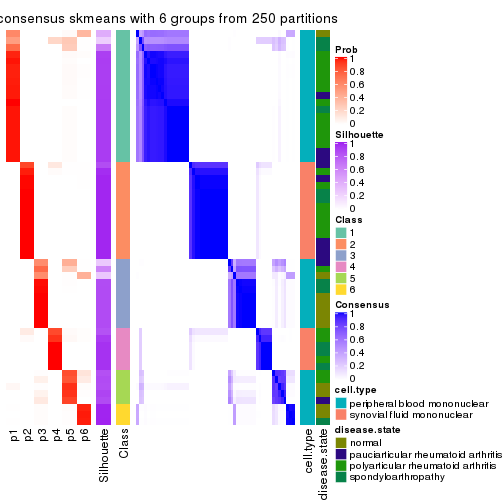 consensus skmeans with 6 groups from 250 partitions
Prob
1
0.8
0.6
0.4
0.2
0
Silhouette
1
0.8
0.6
0.4
0.2
0
Class
1
2
3
4
5
6
Consensus
1
0.8
0.6
0.4
0.2
0
cell.type
peripheral blood mononuclear
synovial fluid mononuclear
disease.state
normal
pauciarticular rheumatoid arthritis
polyarticular rheumatoid arthritis
spondyloarthropathy
p1
p2
p3
p4
p5
p6
Silhouette
Class
cell.type
disease.state